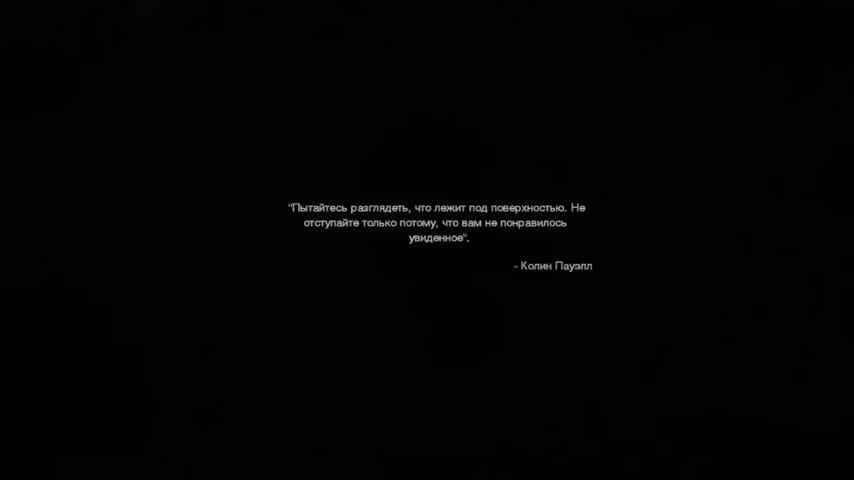 "Пытайтесь разглядеть, что лежит под поверхностью. Не
отступайте только потому, что вам не понравилось
увиденное".
- Колин Пауэлл